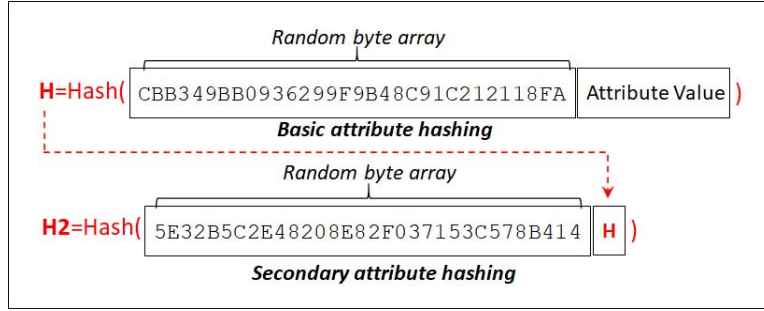 Random byte array
H=Hash( CBB349BB0936299F9B48C91C212118FA Attribute Value )
Basic attribute hashing
Random byte array
H2=Hash( 5E32B5C2E48208E82F037153C578B414 H )
Secondary attribute hashing